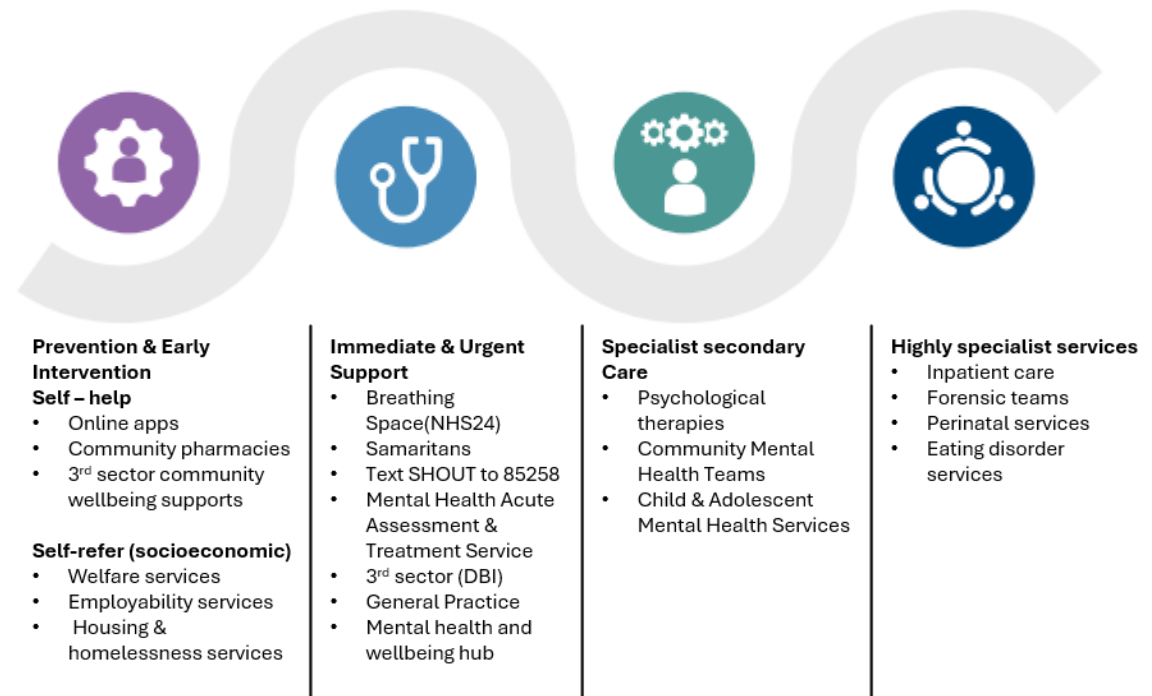 Prevention & Early
Intervention
Self – help
• Online apps
• Community pharmacies
• 3rd sector community
wellbeing supports
Self-refer (socioeconomic)
• Welfare services
• Employability services
• Housing &
homelessness services
Immediate & Urgent
Support
• Breathing
Space(NHS24)
• Samaritans
• Text SHOUT to 85258
• Mental Health Acute
Assessment &
Treatment Service
• 3rd sector (DBI)
• General Practice
• Mental health and
wellbeing hub
Specialist secondary
Care
• Psychological
therapies
• Community Mental
Health Teams
• Child & Adolescent
Mental Health Services
Highly specialist services
• Inpatient care
• Forensic teams
• Perinatal services
• Eating disorder
services